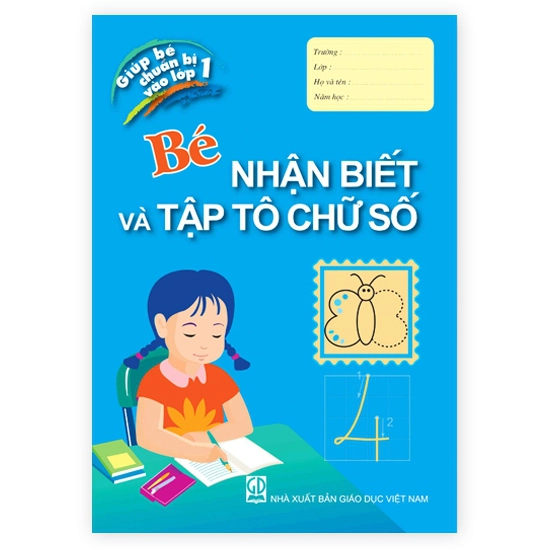 Giúp bé
chuẩn bị
vào lớp 1
Trường :
Lớp :
Họ và tên :
Năm học :
Bé
NHẬN BIẾT
VÀ TẬP TÔ CHỮ SỐ
1
2
GD
NHÀ XUẤT BẢN GIÁO DỤC VIỆT NAM